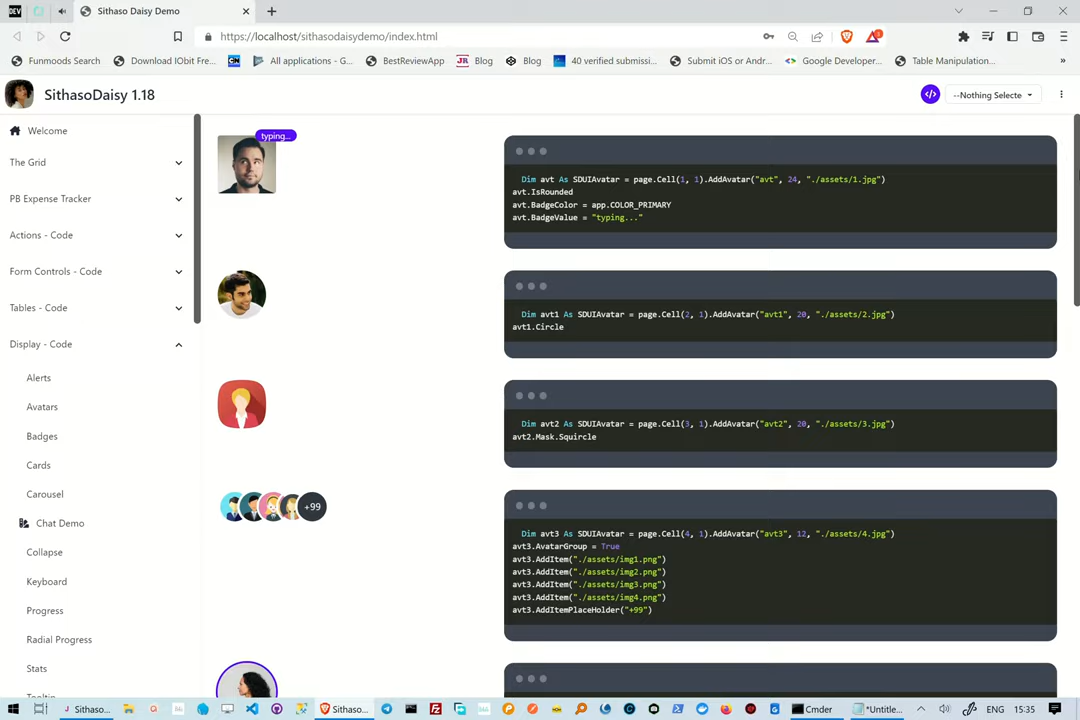 DEV
Sithaso Daisy Demo
https://localhost/sithasodaisydemo/index.html
Funmoods Search
Download IObit Fre...
All applications - G...
BestReviewApp
JR
Blog
Blog
40 verified submissi...
Submit iOS or Andr...
Google Developer...
Table Manipulation...
SithasoDaisy 1.18
--Nothing Selecte
Welcome
The Grid
PB Expense Tracker
Actions - Code
Form Controls - Code
Tables - Code
Display - Code
Alerts
Avatars
Badges
Cards
Carousel
Chat Demo
Collapse
Keyboard
Progress
Radial Progress
Stats
Tooltip
typing...
Dim avt As SDUIAvatar = page.Cell(1, 1).AddAvatar("avt", 24, "./assets/1.jpg")
avt.IsRounded
avt.BadgeColor = app.COLOR_PRIMARY
avt.BadgeValue = "typing..."
Dim avt1 As SDUIAvatar = page.Cell(2, 1).AddAvatar("avt1", 20, "./assets/2.jpg")
avt1.Circle
Dim avt2 As SDUIAvatar = page.Cell(3, 1).AddAvatar("avt2", 20, "./assets/3.jpg")
avt2.Mask.Squircle
+99
Dim avt3 As SDUIAvatar = page.Cell(4, 1).AddAvatar("avt3", 12, "./assets/4.jpg")
avt3.AvatarGroup = True
avt3.AddItem("./assets/img1.png")
avt3.AddItem("./assets/img2.png")
avt3.AddItem("./assets/img3.png")
avt3.AddItem("./assets/img4.png")
avt3.AddItemPlaceHolder("+99")
Sithaso...
Sithaso...
Cmder
*Untitle...
ENG
15:35